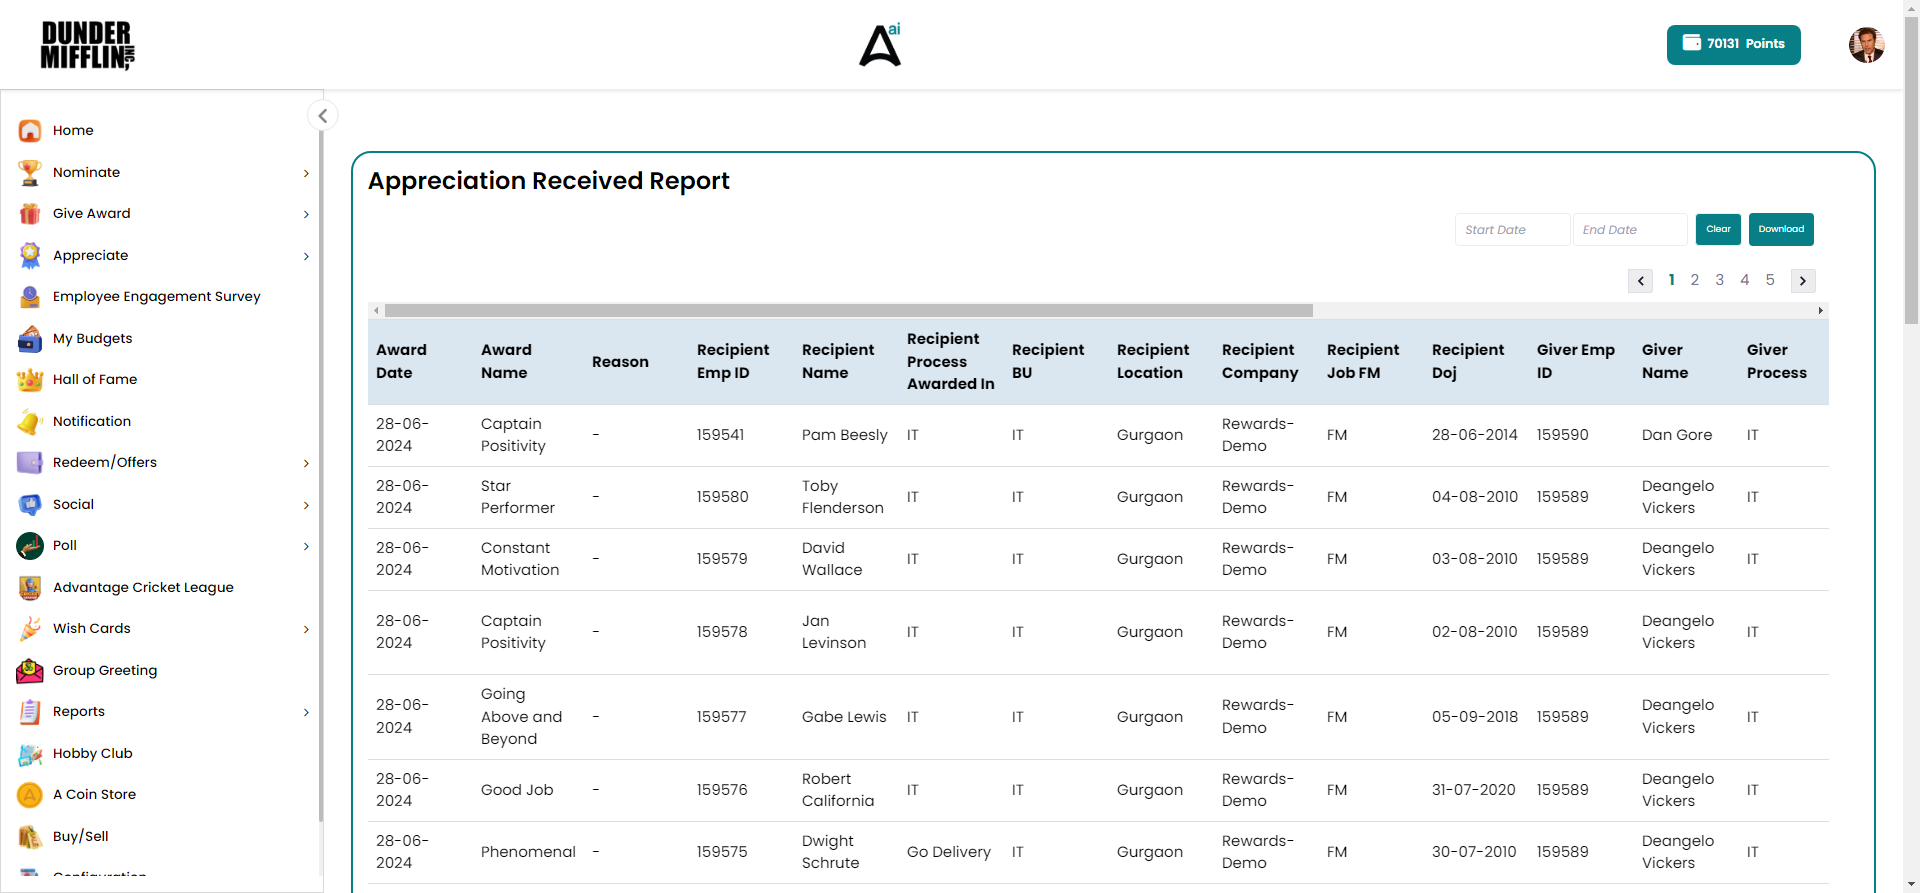 DUNDER
MIFFLIN, INC
ai
70131 Points
Home
Nominate
Give Award
Appreciate
Employee Engagement Survey
My Budgets
Hall of Fame
Notification
Redeem/Offers
Social
Poll
Advantage Cricket League
Wish Cards
Group Greeting
Reports
Hobby Club
A Coin Store
Buy/Sell
Configuration
Appreciation Received Report
Start Date End Date Clear Download
1 2 3 4 5
Award Date Award Name Reason Recipient Emp ID Recipient Name Recipient Process Awarded In Recipient BU Recipient Location Recipient Company Recipient Job FM Recipient Doj Giver Emp ID Giver Name Giver Process
28-06-2024 Captain Positivity - 159541 Pam Beesly IT IT Gurgaon Rewards-Demo FM 28-06-2014 159590 Dan Gore IT
28-06-2024 Star Performer - 159580 Toby Flenderson IT IT Gurgaon Rewards-Demo FM 04-08-2010 159589 Deangelo Vickers IT
28-06-2024 Constant Motivation - 159579 David Wallace IT IT Gurgaon Rewards-Demo FM 03-08-2010 159589 Deangelo Vickers IT
28-06-2024 Captain Positivity - 159578 Jan Levinson IT IT Gurgaon Rewards-Demo FM 02-08-2010 159589 Deangelo Vickers IT
28-06-2024 Going Above and Beyond - 159577 Gabe Lewis IT IT Gurgaon Rewards-Demo FM 05-09-2018 159589 Deangelo Vickers IT
28-06-2024 Good Job - 159576 Robert California IT IT Gurgaon Rewards-Demo FM 31-07-2020 159589 Deangelo Vickers IT
28-06-2024 Phenomenal - 159575 Dwight Schrute Go Delivery IT Gurgaon Rewards-Demo FM 30-07-2010 159589 Deangelo Vickers IT